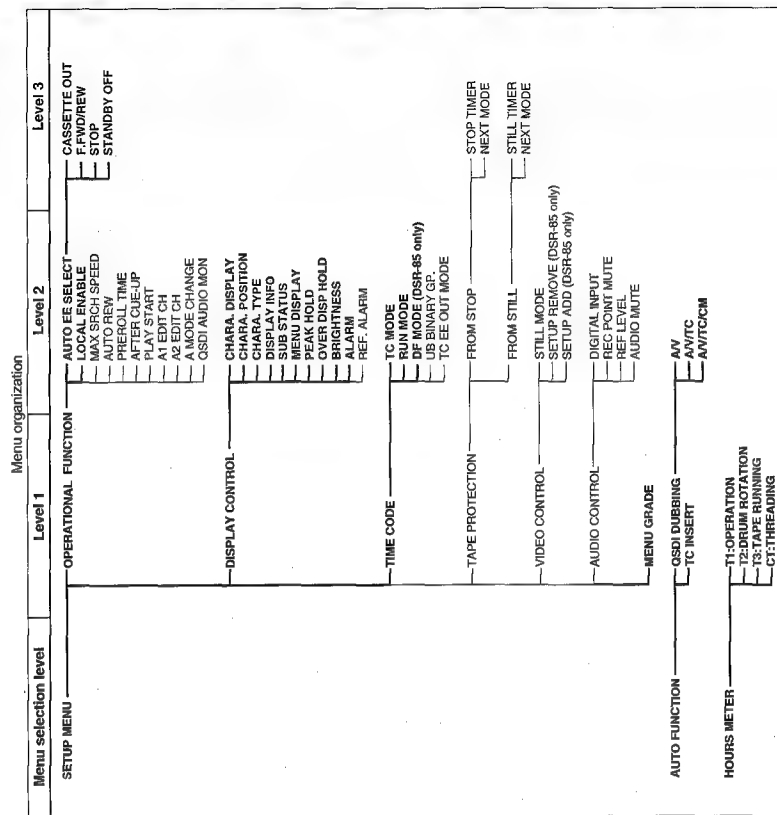 Menu organization
Menu selection level
Level 1
Level 2
Level 3
SETUP MENU
OPERATIONAL FUNCTION
AUTO EE SELECT
CASSETTE OUT
F.FWD/REW
STOP
STANDBY OFF
LOCAL ENABLE
MAX SRCH SPEED
AUTO REW
PREROLL TIME
AFTER CUE-UP
PLAY START
A1 EDIT CH
A2 EDIT CH
A MODE CHANGE
QSDI AUDIO MON
DISPLAY CONTROL
CHARA. DISPLAY
CHARA. POSITION
CHARA. TYPE
DISPLAY INFO
SUB STATUS
MENU DISPLAY
PEAK HOLD
OVER DISP HOLD
BRIGHTNESS
ALARM
REF. ALARM
TIME CODE
TC MODE
RUN MODE
DF MODE (DSR-85 only)
UB BINARY GP.
TC EE OUT MODE
TAPE PROTECTION
FROM STOP
STOP TIMER
NEXT MODE
FROM STILL
STILL TIMER
NEXT MODE
VIDEO CONTROL
STILL MODE
SETUP REMOVE (DSR-85 only)
SETUP ADD (DSR-85 only)
AUDIO CONTROL
DIGITAL INPUT
REC POINT MUTE
REF LEVEL
AUDIO MUTE
MENU GRADE
AUTO FUNCTION
QSDI DUBBING
A/V
A/V/TC
A/V/TC/CM
TC INSERT
HOURS METER
T1:OPERATION
T2:DRUM ROTATION
T3:TAPE RUNNING
CT:THREADING